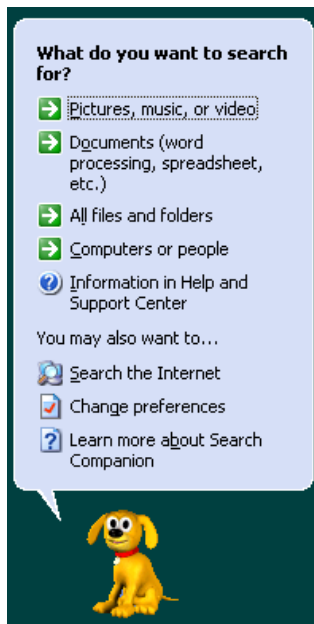 What do you want to search
for?
Pictures, music, or video
Documents (word
processing, spreadsheet,
etc.)
All files and folders
Computers or people
Information in Help and
Support Center
You may also want to...
Search the Internet
Change preferences
Learn more about Search
Companion